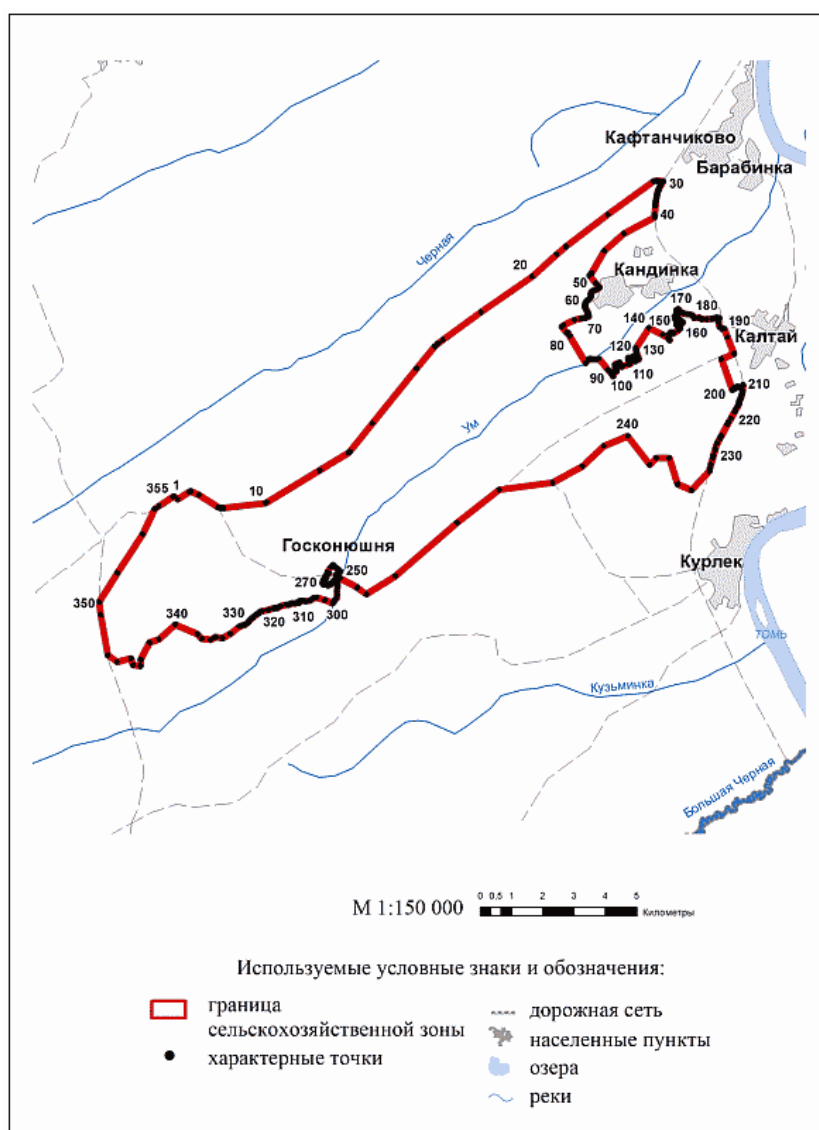 Кафтанчиково
Барабинка
30
40
Черная
20
50
Кандинка
60
70
170
180
140
150
190
160
Калтай
80
120
130
90
110
100
210
200
220
Ум
240
230
355
1
10
Госконюшня
250
270
Курлек
350
340
330
320
310
300
ТОМЬ
Кузьминка
Большая Черная
М 1:150 000
0 0,5 1 2 3 4 5
Километры
Используемые условные знаки и обозначения:
граница
сельскохозяйственной зоны
характерные точки
дорожная сеть
населенные пункты
озера
реки